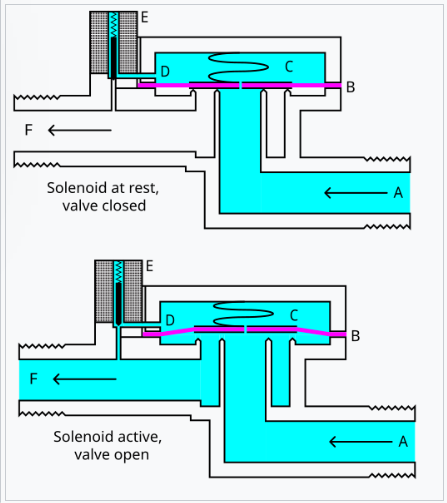 E
D
C
B
F
A
Solenoid at rest,
valve closed
E
D
C
B
F
A
Solenoid active,
valve open